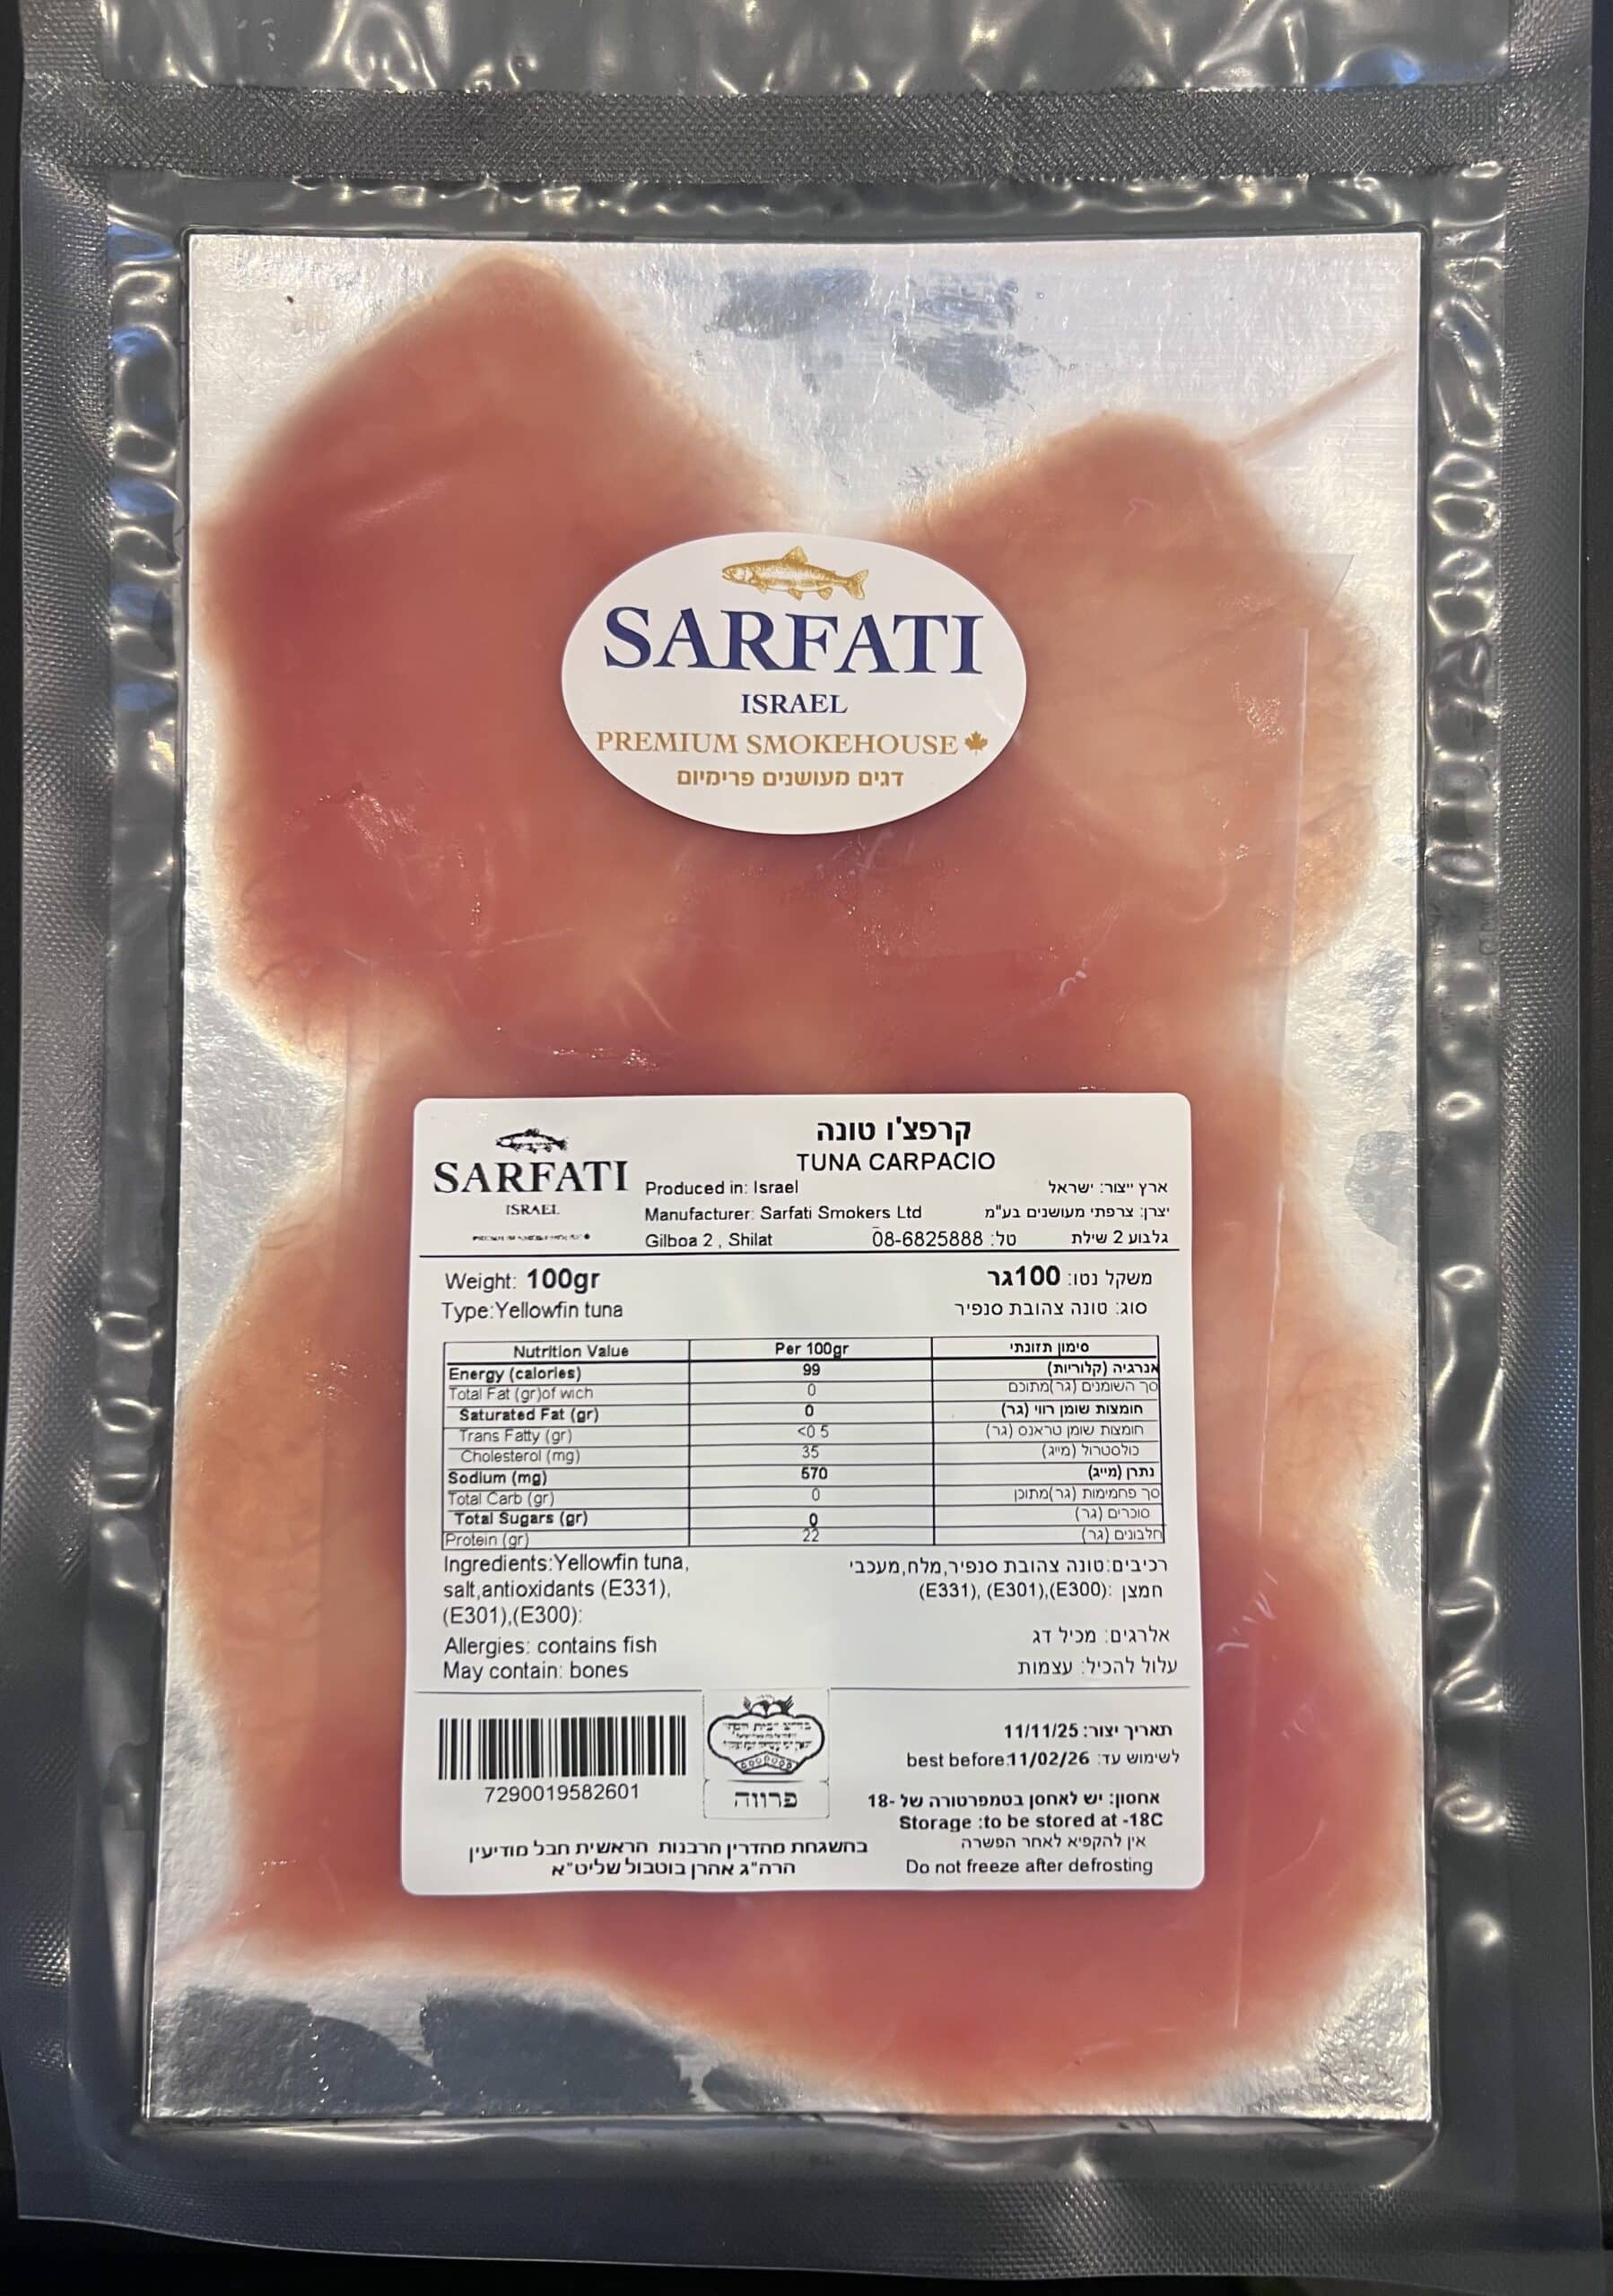 SARFATI
ISRAEL
PREMIUM SMOKEHOUSE
דגים מעושנים פרימיום
קרפצ'ו טונה
TUNA CARPACIO
SARFATI
ISRAEL
Produced in: Israel ארץ ייצור: ישראל
Manufacturer: Sarfati Smokers Ltd יצרן: צרפתי מעושנים בע"מ
Gilboa 2 , Shilat טל: 08-6825888 גלבוע 2 שילת
Weight: 100gr משקל נטו: 100גר
Type:Yellowfin tuna סוג: טונה צהובת סנפיר
Nutrition Value Per 100gr סימון תזונתי
Energy (calories) 99 אנרגיה (קלוריות)
Total Fat (gr)of wich 0 סך השומנים (גר)מתוכם
Saturated Fat (gr) 0 חומצות שומן רווי (גר)
Trans Fatty (gr) <0 5 חומצות שומן טראנס (גר)
Cholesterol (mg) 35 כולסטרול (מייג)
Sodium (mg) 570 נתרן (מייג)
Total Carb (gr) 0 סך פחמימות (גר)מתוכן
Total Sugars (gr) 0 סוכרים (גר)
Protein (gr) 22 חלבונים (גר)
Ingredients:Yellowfin tuna,
salt,antioxidants (E331),
(E301),(E300):
רכיבים:טונה צהובת סנפיר,מלח,מעכבי
חמצן :(E331), (E301),(E300)
Allergies: contains fish
May contain: bones
אלרגים: מכיל דג
עלול להכיל: עצמות
7290019582601
פרווה
תאריך יצור: 11/11/25
לשימוש עד: best before:11/02/26
אחסון: יש לאחסן בטמפרטורה של -18
Storage :to be stored at -18C
אין להקפיא לאחר הפשרה
Do not freeze after defrosting
בהשגחת מהדרין הרבנות הראשית חבל מודיעין
הרה"ג אהרן בוטבול שליט"א